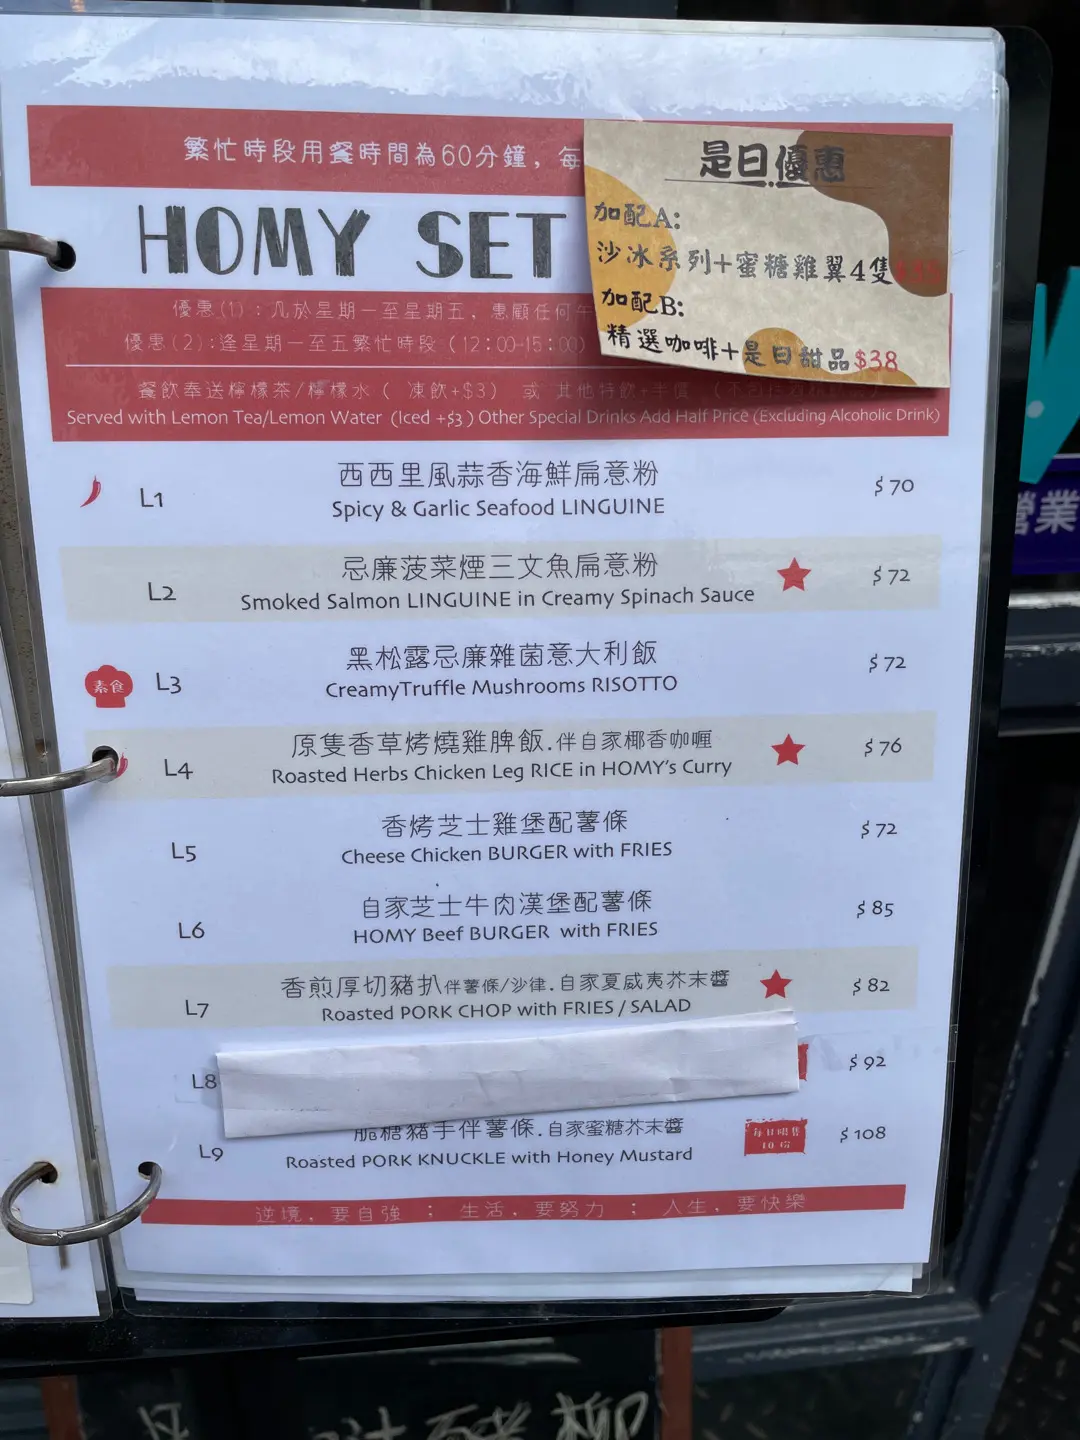 繁忙時段用餐時間為60分鐘，每
是日優惠
加配A:
沙冰系列+蜜糖雞翼4隻
加配B:
精選咖啡+是日甜品$38
HOMY SET
優惠(1)：凡於星期一至星期五，惠顧任何午
優惠(2)：逢星期一至五繁忙時段(12:00-15:00)
餐飲奉送檸檬茶/檸檬水( 凍飲+$3) 或 其他特飲+半價
Served with Lemon Tea/Lemon Water (Iced +$3) Other Special Drinks Add Half Price (Excluding Alcoholic Drink)
L1 西西里風蒜香海鮮扁意粉 $70
Spicy & Garlic Seafood LINGUINE
L2 忌廉菠菜煙三文魚扁意粉 $72
Smoked Salmon LINGUINE in Creamy Spinach Sauce
素食 L3 黑松露忌廉雜菌意大利飯 $72
CreamyTruffle Mushrooms RISOTTO
L4 原隻香草烤燒雞脾飯.伴自家椰香咖喱 $76
Roasted Herbs Chicken Leg RICE in HOMY's Curry
L5 香烤芝士雞堡配薯條 $72
Cheese Chicken BURGER with FRIES
L6 自家芝士牛肉漢堡配薯條 $85
HOMY Beef BURGER with FRIES
L7 香煎厚切豬扒伴薯條/沙律.自家夏威夷芥末醬 $82
Roasted PORK CHOP with FRIES / SALAD
L8 $92
L9 脆糖豬手伴薯條.自家蜜糖芥末醬 每日限售 10份 $108
Roasted PORK KNUCKLE with Honey Mustard
逆境，要自強 ； 生活，要努力 ； 人生，要快樂
營業